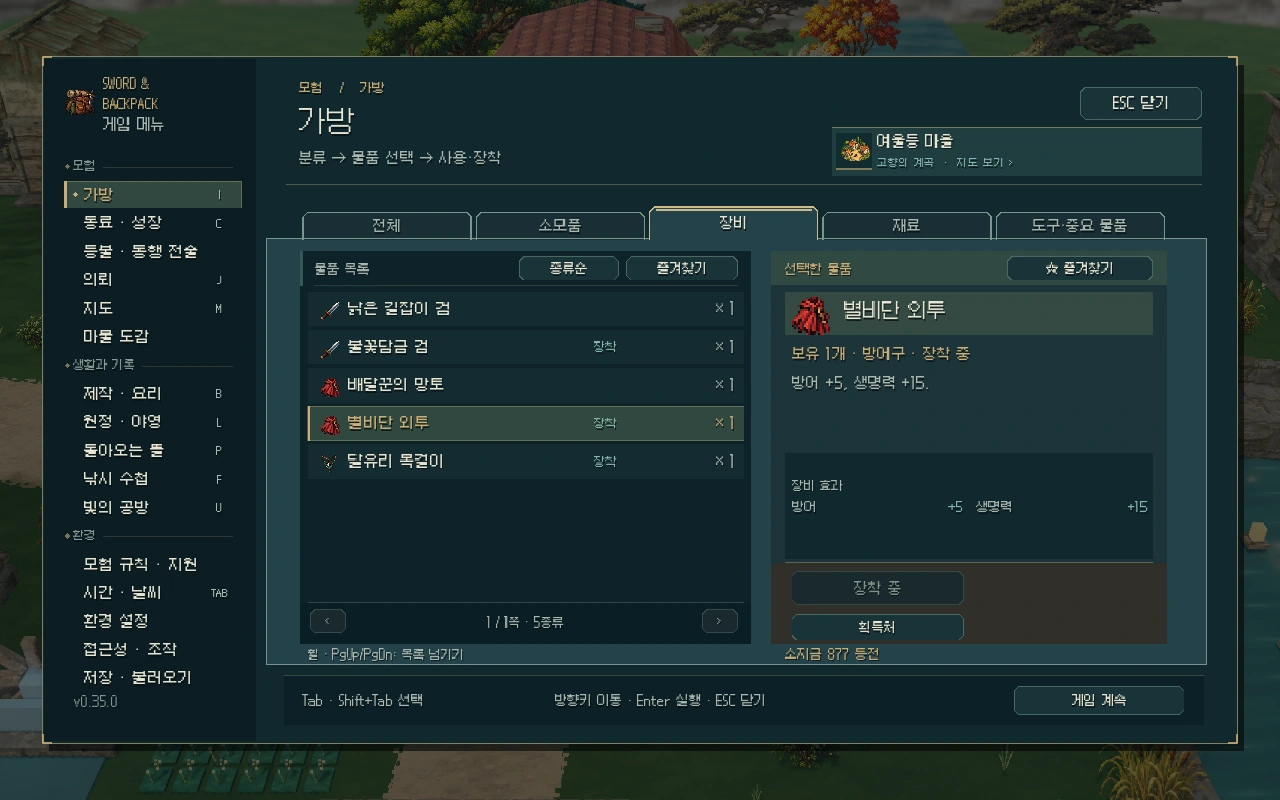 SWORD &
BACKPACK
게임 메뉴
모험
가방 I
동료 · 성장 C
등불 · 동행 전술
의뢰 J
지도 M
마물 도감
생활과 기록
제작 · 요리 B
원정 · 야영 L
돌아오는 뜰 P
낚시 수첩 F
빛의 공방 U
환경
모험 규칙 · 지원
시간 · 날씨 TAB
환경 설정
접근성 · 조작
저장 · 불러오기
v0.35.0
모험 / 가방
가방
분류 → 물품 선택 → 사용·장착
ESC 닫기
여울등 마을
고향의 계곡 · 지도 보기 ›
전체 소모품 장비 재료 도구·중요 물품
물품 목록 종류순 즐겨찾기
낡은 길잡이 검 ×1
불꽃담금 검 장착 ×1
배달꾼의 망토 ×1
별비단 외투 장착 ×1
달유리 목걸이 장착 ×1
‹ 1 / 1쪽 · 5종류 ›
휠 · PgUp/PgDn: 목록 넘기기
선택한 물품 ☆ 즐겨찾기
별비단 외투
보유 1개 · 방어구 · 장착 중
방어 +5, 생명력 +15.
장비 효과
방어 +5 생명력 +15
장착 중
획득처
소지금 877 동전
Tab · Shift+Tab 선택 방향키 이동 · Enter 실행 · ESC 닫기 게임 계속